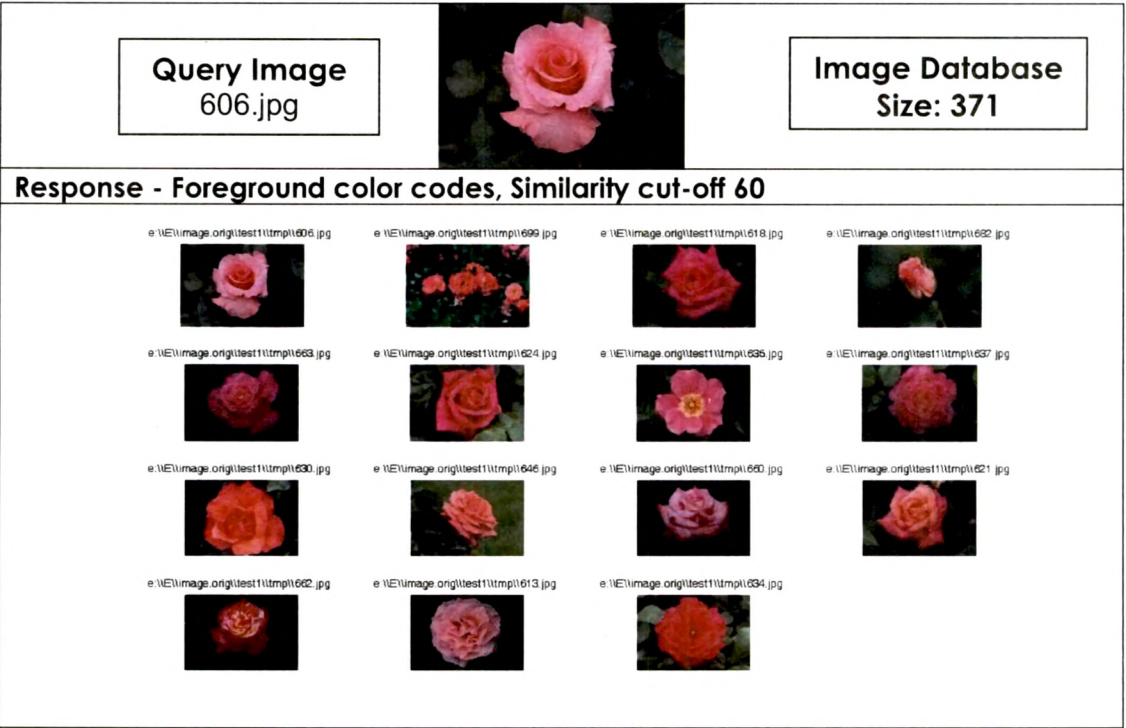 Query Image
606.jpg
Image Database
Size: 371
Response - Foreground color codes, Similarity cut-off 60
e:\\E\\image.orig\\test1\\tmp\\606.jpg
e:\\E\\image.orig\\test1\\tmp\\699.jpg
e:\\E\\image.orig\\test1\\tmp\\618.jpg
e:\\E\\image.orig\\test1\\tmp\\682.jpg
e:\\E\\image.orig\\test1\\tmp\\663.jpg
e:\\E\\image.orig\\test1\\tmp\\624.jpg
e:\\E\\image.orig\\test1\\tmp\\635.jpg
e:\\E\\image.orig\\test1\\tmp\\637.jpg
e:\\E\\image.orig\\test1\\tmp\\630.jpg
e:\\E\\image.orig\\test1\\tmp\\646.jpg
e:\\E\\image.orig\\test1\\tmp\\660.jpg
e:\\E\\image.orig\\test1\\tmp\\621.jpg
e:\\E\\image.orig\\test1\\tmp\\662.jpg
e:\\E\\image.orig\\test1\\tmp\\613.jpg
e:\\E\\image.orig\\test1\\tmp\\634.jpg